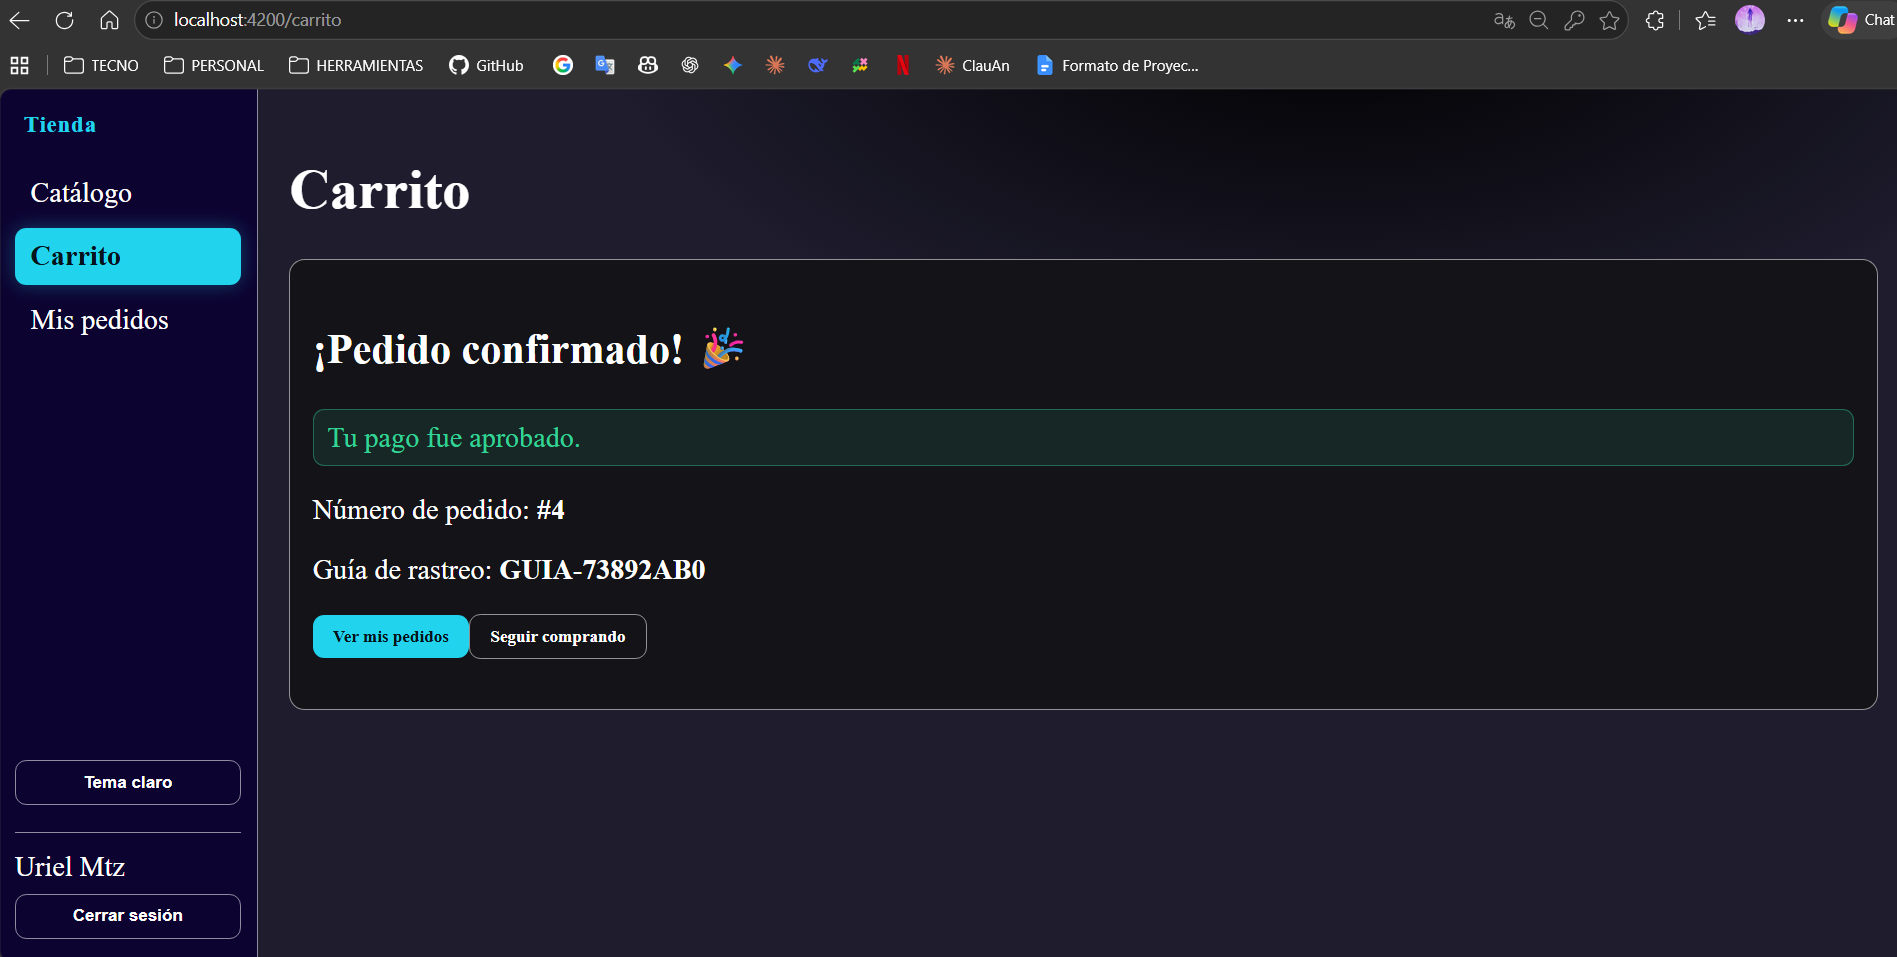 localhost:4200/carrito
Chat
TECNO
PERSONAL
HERRAMIENTAS
GitHub
ClauAn
Formato de Proyec...
Tienda
Catálogo
Carrito
Mis pedidos
Tema claro
Uriel Mtz
Cerrar sesión
Carrito
¡Pedido confirmado! 🎉
Tu pago fue aprobado.
Número de pedido: #4
Guía de rastreo: GUIA-73892AB0
Ver mis pedidos
Seguir comprando